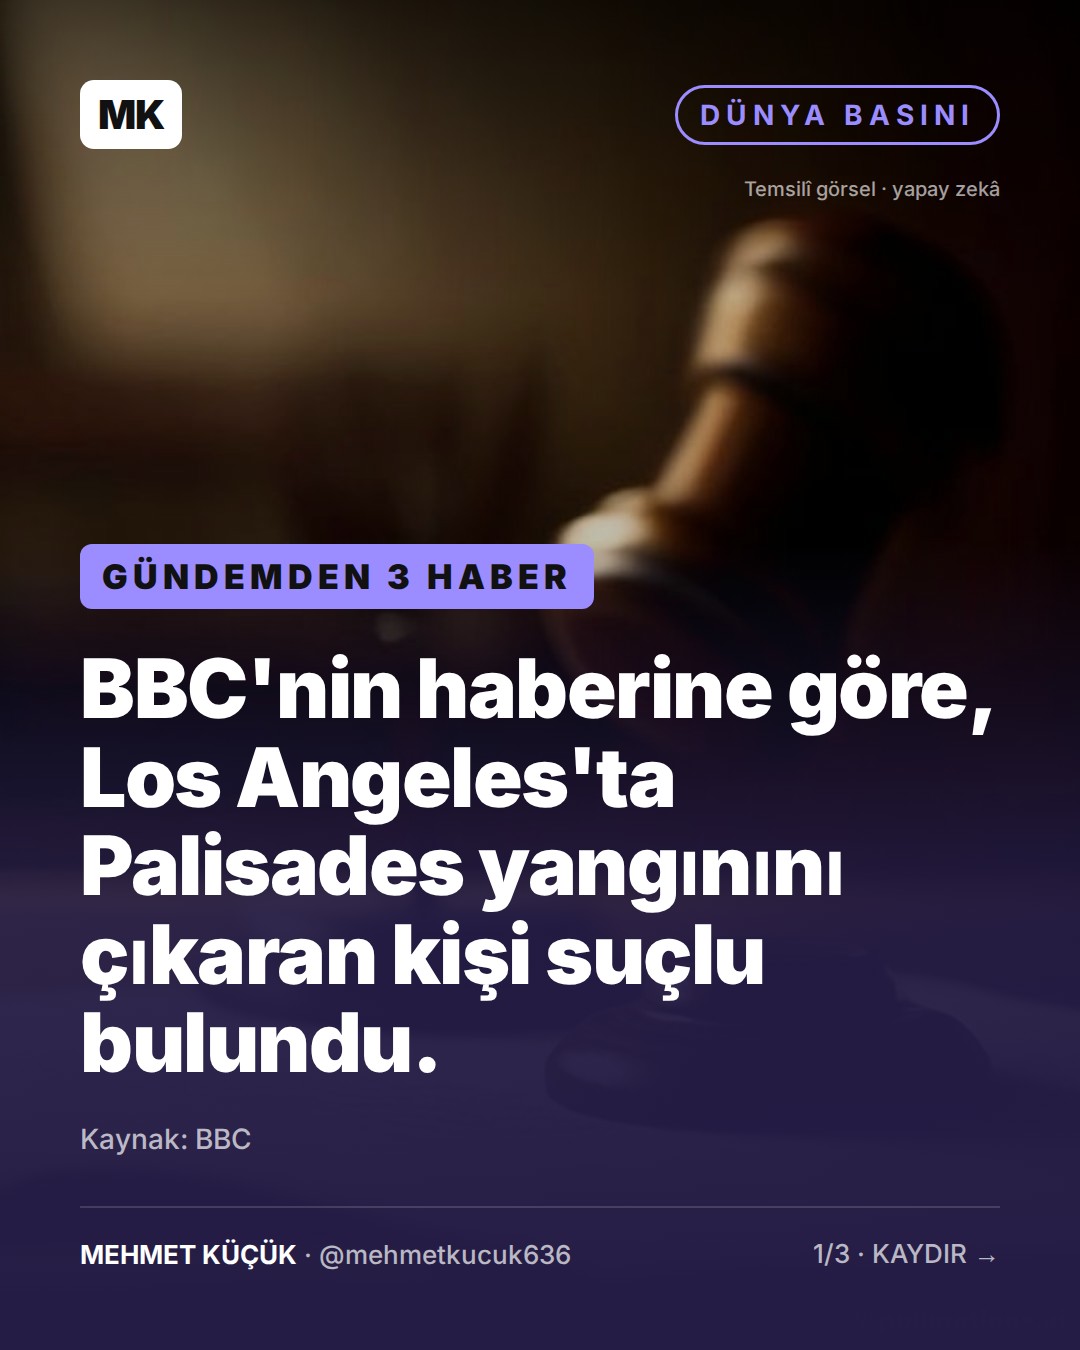 MK
DÜNYA BASINI
Temsilî görsel · yapay zekâ
GÜNDEMDEN 3 HABER
BBC'nin haberine göre,
Los Angeles'ta
Palisades yangınını
çıkaran kişi suçlu
bulundu.
Kaynak: BBC
MEHMET KÜÇÜK · @mehmetkucuk636
1/3 · KAYDIR →